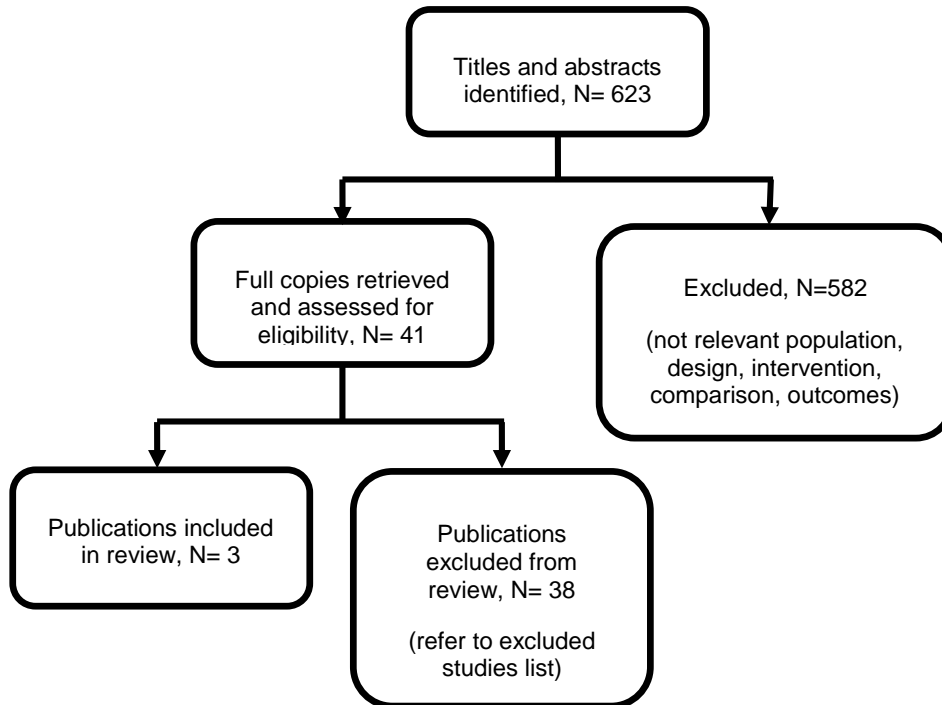 Titles and abstracts
identified, N= 623
Full copies retrieved
and assessed for
eligibility, N= 41
Excluded, N=582
(not relevant population,
design, intervention,
comparison, outcomes)
Publications included
in review, N= 3
Publications
excluded from
review, N= 38
(refer to excluded
studies list)